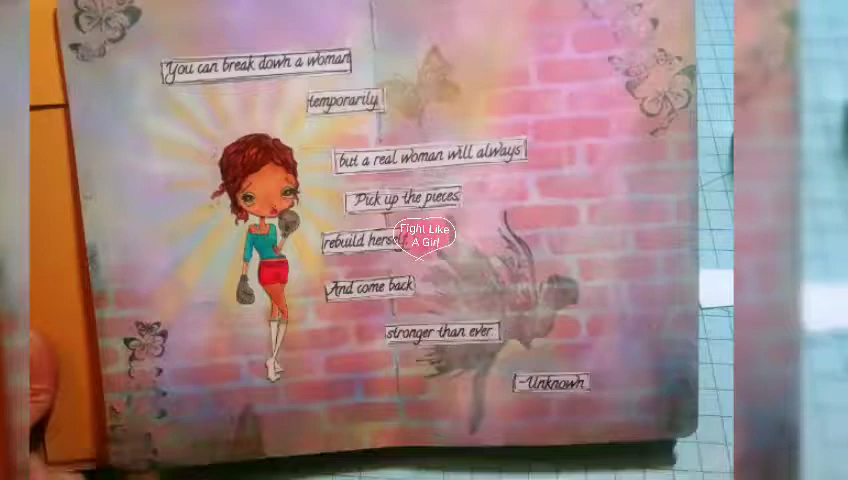 You can break down a woman
temporarily
but a real woman will always
Pick up the pieces
rebuild herself
Fight Like
A Girl
And come back
stronger than ever.
-Unknown